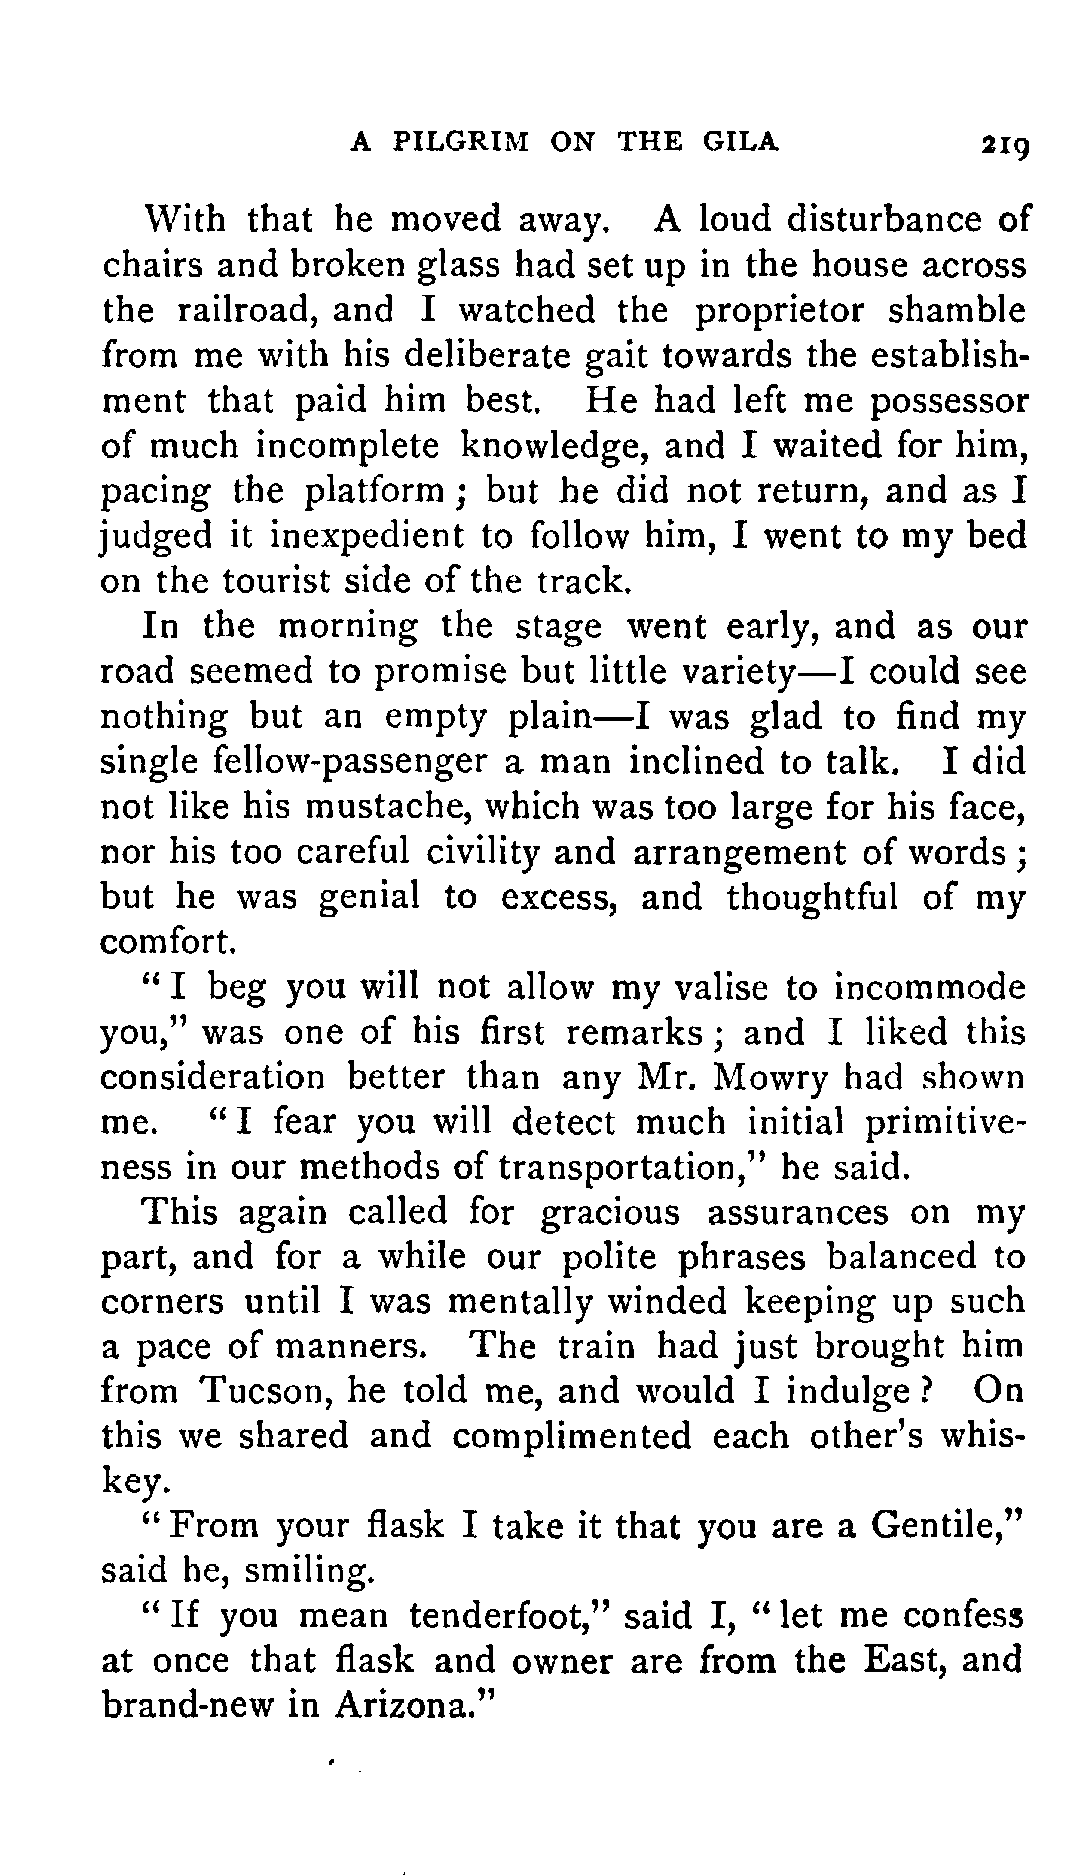 A PILGRIM ON THE GILA 219
With that he moved away. A loud disturbance of
chairs and broken glass had set up in the house across
the railroad, and I watched the proprietor shamble
from me with his deliberate gait towards the establish-
ment that paid him best. He had left me possessor
of much incomplete knowledge, and I waited for him,
pacing the platform ; but he did not return, and as I
judged it inexpedient to follow him, I went to my bed
on the tourist side of the track.
In the morning the stage went early, and as our
road seemed to promise but little variety—I could see
nothing but an empty plain—I was glad to find my
single fellow-passenger a man inclined to talk. I did
not like his mustache, which was too large for his face,
nor his too careful civility and arrangement of words ;
but he was genial to excess, and thoughtful of my
comfort.
“ I beg you will not allow my valise to incommode
you,” was one of his first remarks ; and I liked this
consideration better than any Mr. Mowry had shown
me. “ I fear you will detect much initial primitive-
ness in our methods of transportation,” he said.
This again called for gracious assurances on my
part, and for a while our polite phrases balanced to
corners until I was mentally winded keeping up such
a pace of manners. The train had just brought him
from Tucson, he told me, and would I indulge ? On
this we shared and complimented each other’s whis-
key.
“ From your flask I take it that you are a Gentile,”
said he, smiling.
“ If you mean tenderfoot,” said I, “ let me confess
at once that flask and owner are from the East, and
brand-new in Arizona.”